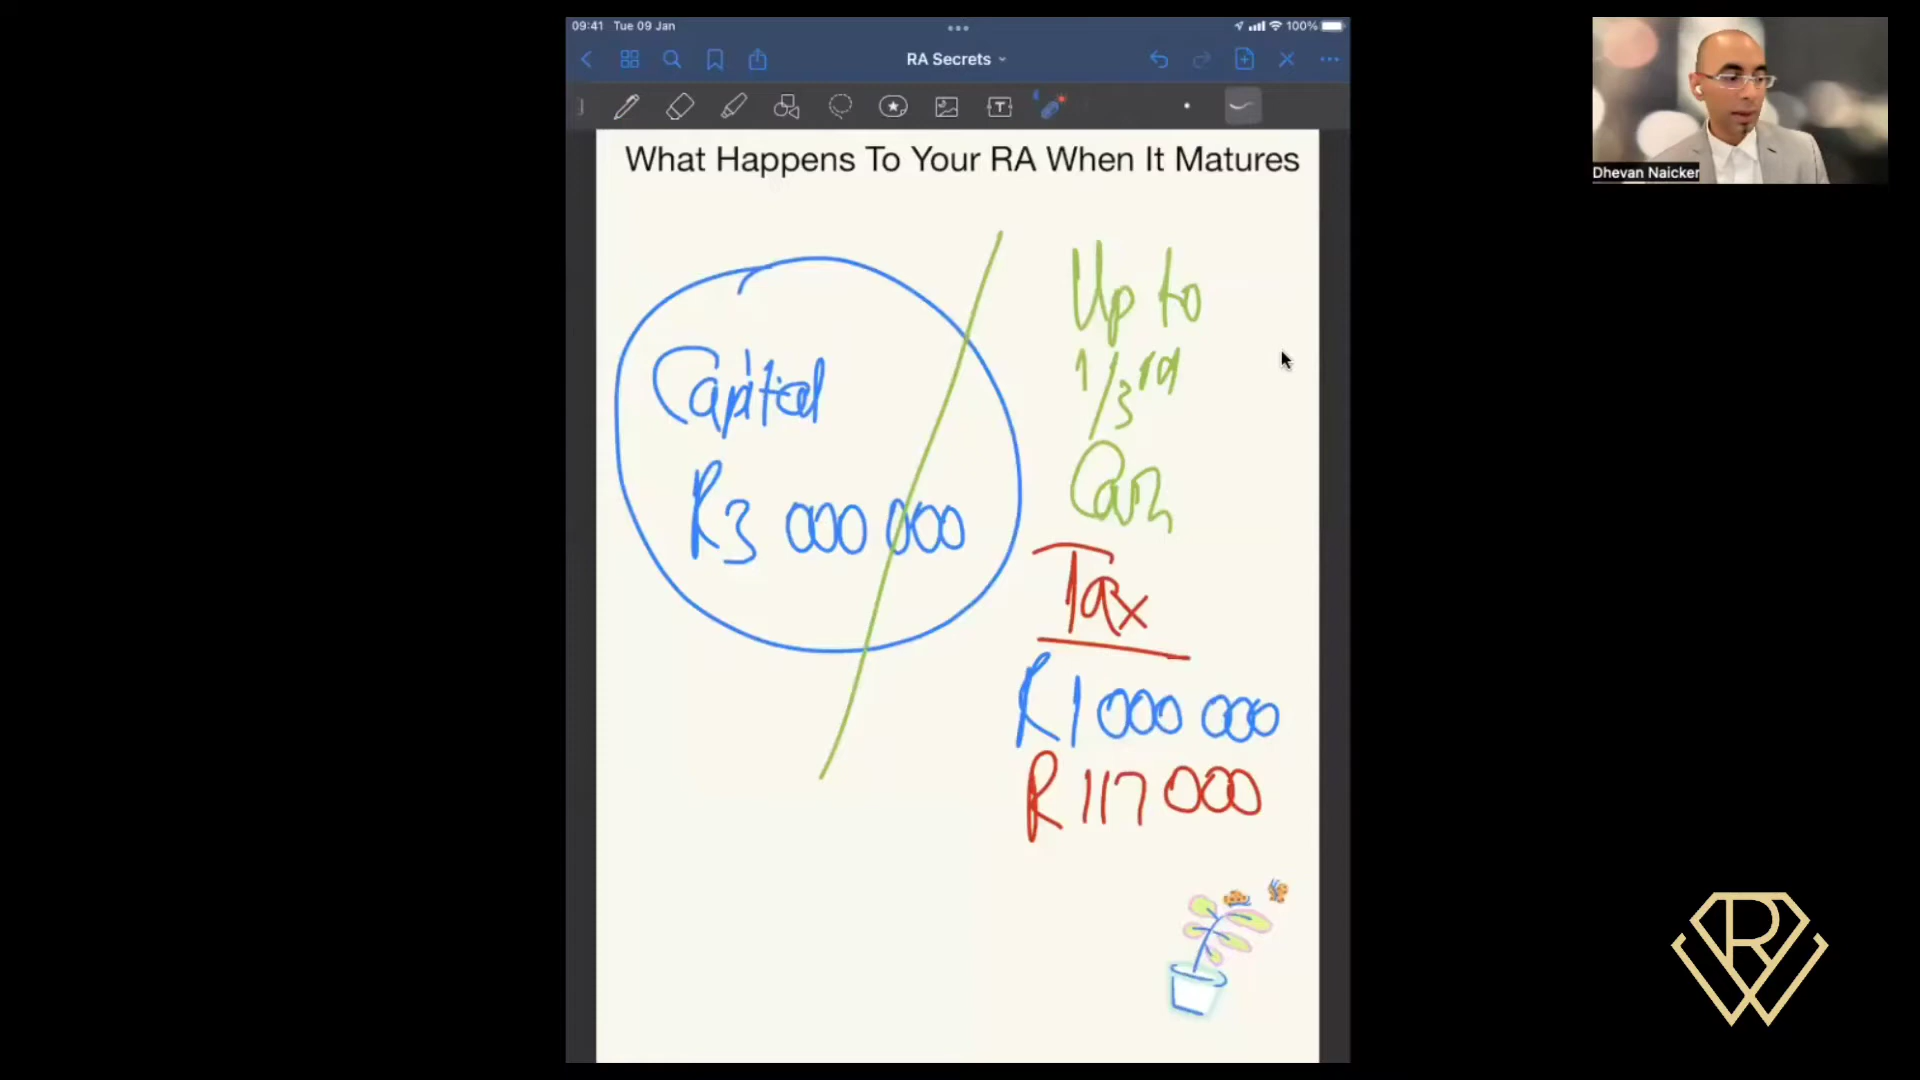 09:41 Tue 09 Jan
100%
RA Secrets
T
Dhevan Naicker
What Happens To Your RA When It Matures
Capital
R3 000 000
Up to
1/3rd
Cash
Tax
R1 000 000
R117 000
RW